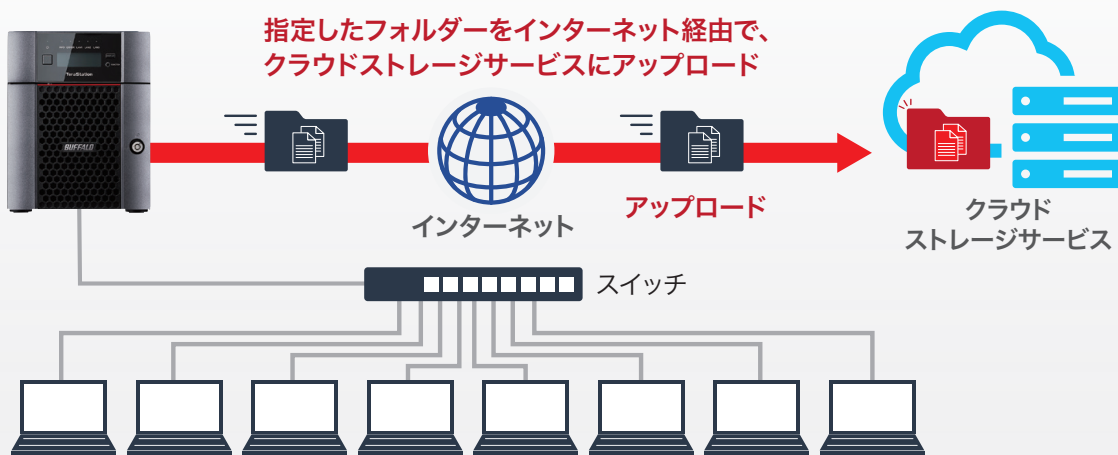 指定したフォルダーをインターネット経由で、
クラウドストレージサービスにアップロード
TeraStation
BUFFALO
インターネット
アップロード
クラウド
ストレージサービス
スイッチ